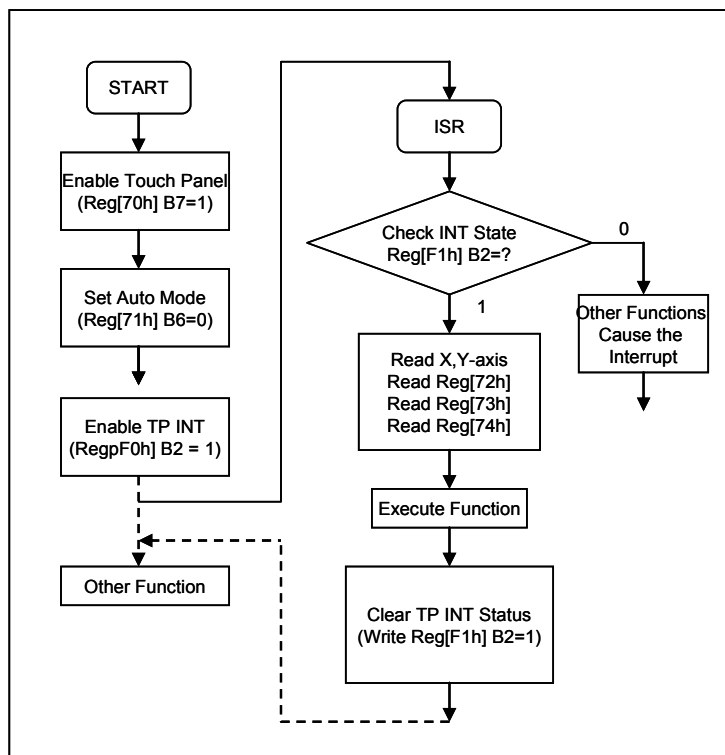 START
Enable Touch Panel
(Reg[70h] B7=1)
Set Auto Mode
(Reg[71h] B6=0)
Enable TP INT
(RegpF0h] B2 = 1)
Other Function
ISR
Check INT State
Reg[F1h] B2=?
0
1
Other Functions
Cause the
Interrupt
Read X,Y-axis
Read Reg[72h]
Read Reg[73h]
Read Reg[74h]
Execute Function
Clear TP INT Status
(Write Reg[F1h] B2=1)